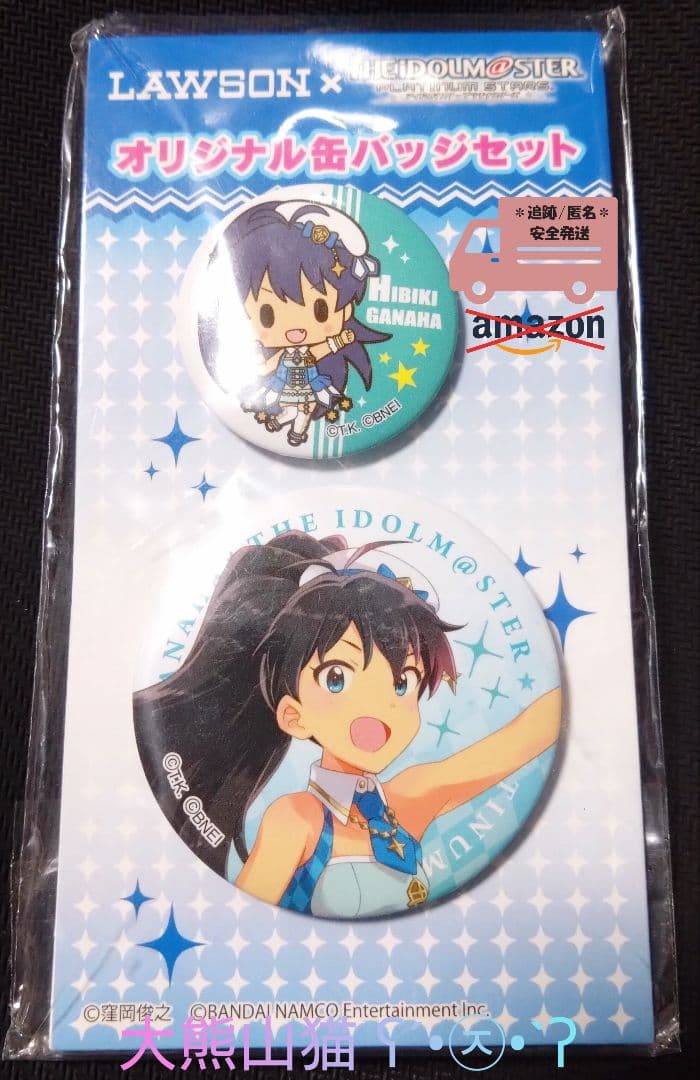 LAWSON × THE IDOLM@STER
PLATINUM STARS
オリジナル缶バッジセット
*追跡/匿名*
安全発送
amazon
HIBIKI
GANAHA
©T.K. ©BNEI
THE IDOLM@STER★
TINUM
©T.K. ©BNEI
©窪岡俊之 ©BANDAI NAMCO Entertainment Inc.
大熊山猫 ʕ•㉨•ʔ